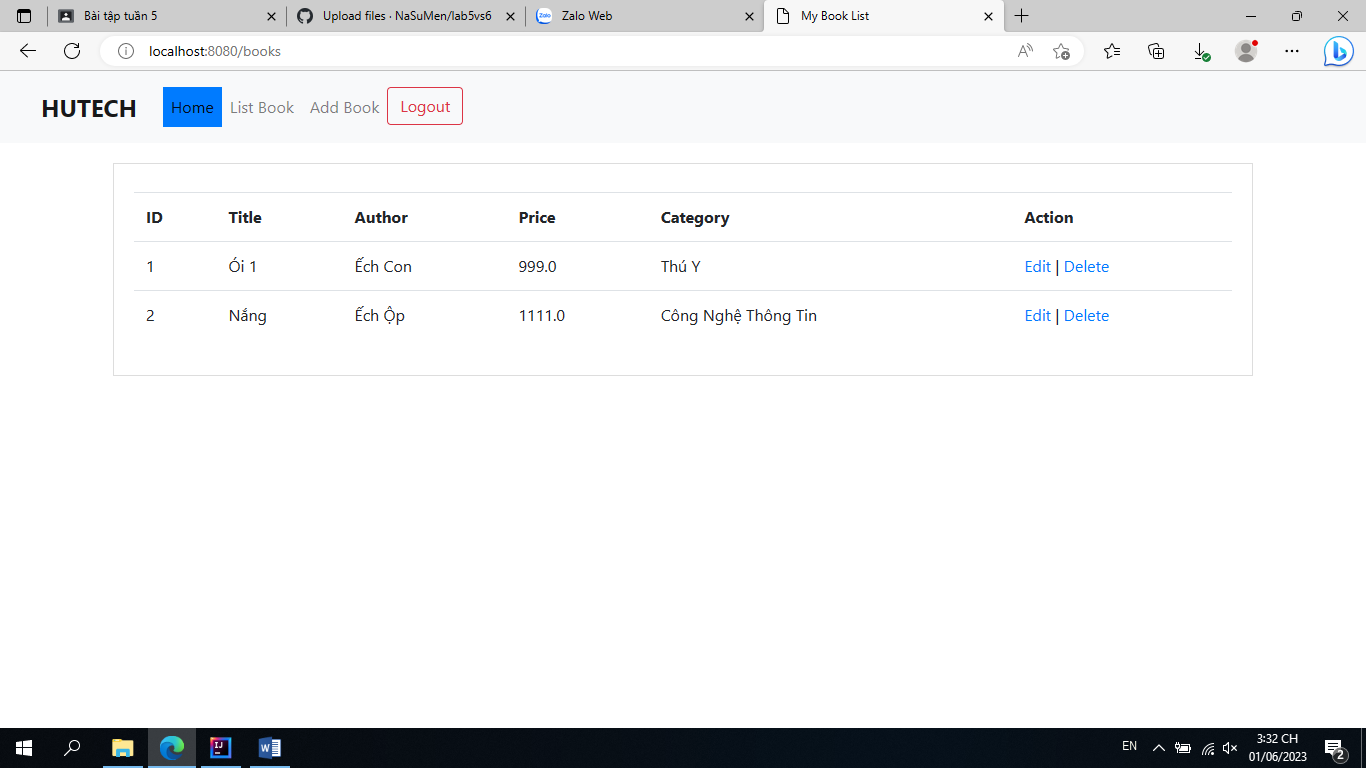 Bài tập tuần 5
Upload files · NaSuMen/lab5vs6
Zalo Web
My Book List
localhost:8080/books
HUTECH Home List Book Add Book Logout
ID Title Author Price Category Action
1 Ói 1 Ếch Con 999.0 Thú Y Edit | Delete
2 Nắng Ếch Ộp 1111.0 Công Nghệ Thông Tin Edit | Delete
EN
3:32 CH
01/06/2023
2